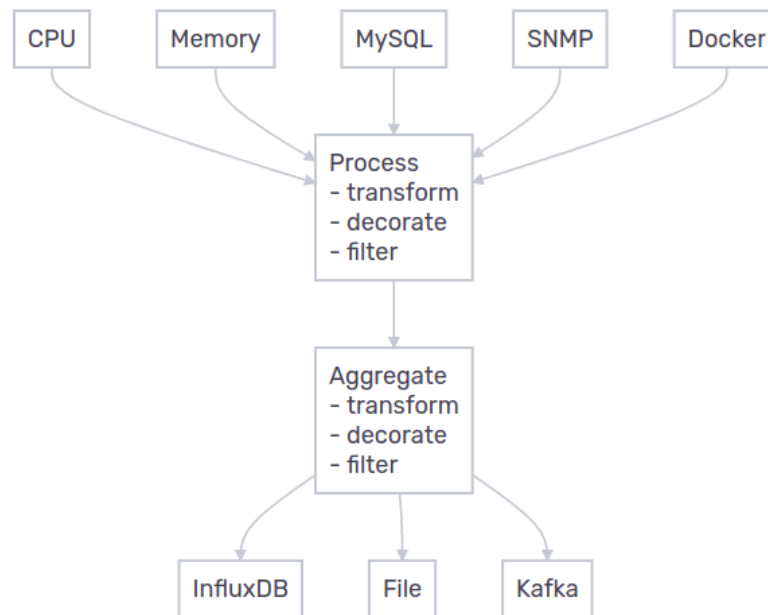 CPU
Memory
MySQL
SNMP
Docker
Process
- transform
- decorate
- filter
Aggregate
- transform
- decorate
- filter
InfluxDB
File
Kafka